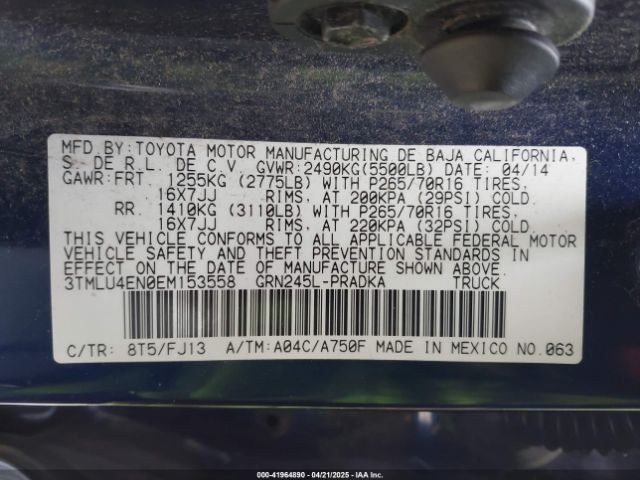 MFD. BY: TOYOTA MOTOR MANUFACTURING DE BAJA CALIFORNIA,
S. DE R.L. DE C.V. GVWR: 2490KG(5500LB) DATE: 04/14
GAWR: FRT 1255KG (2775LB) WITH P265/70R16 TIRES,
16X7JJ RIMS, AT 200KPA (29PSI) COLD.
RR. 1410KG (3110LB) WITH P265/70R16 TIRES,
16X7JJ RIMS, AT 220KPA (32PSI) COLD.
THIS VEHICLE CONFORMS TO ALL APPLICABLE FEDERAL MOTOR
VEHICLE SAFETY AND THEFT PREVENTION STANDARDS IN
EFFECT ON THE DATE OF MANUFACTURE SHOWN ABOVE.
3TMLU4EN0EM153558 GRN245L-PRADKA TRUCK
C/TR: 8T5/FJ13 A/TM: A04C/A750F MADE IN MEXICO NO.063
000-41964890 - 04/21/2025 - IAAI.COM